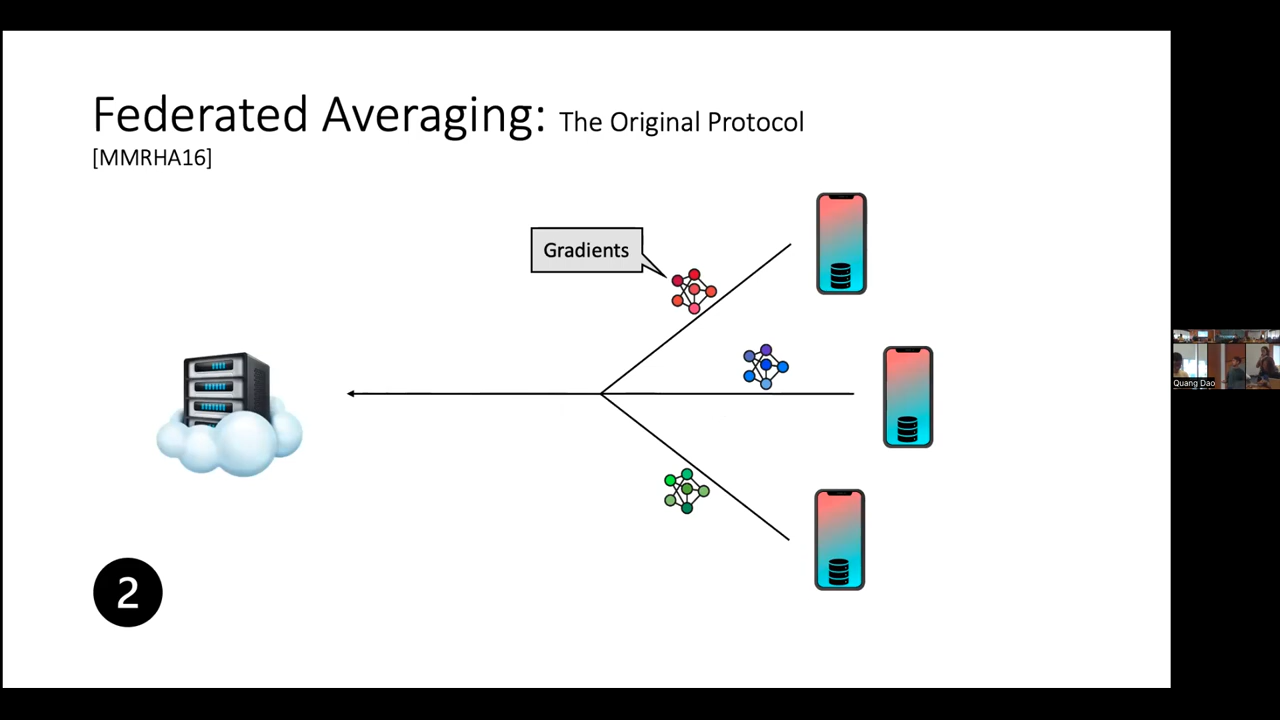 Federated Averaging: The Original Protocol
[MMRHA16]
Gradients
2
Quang Dao